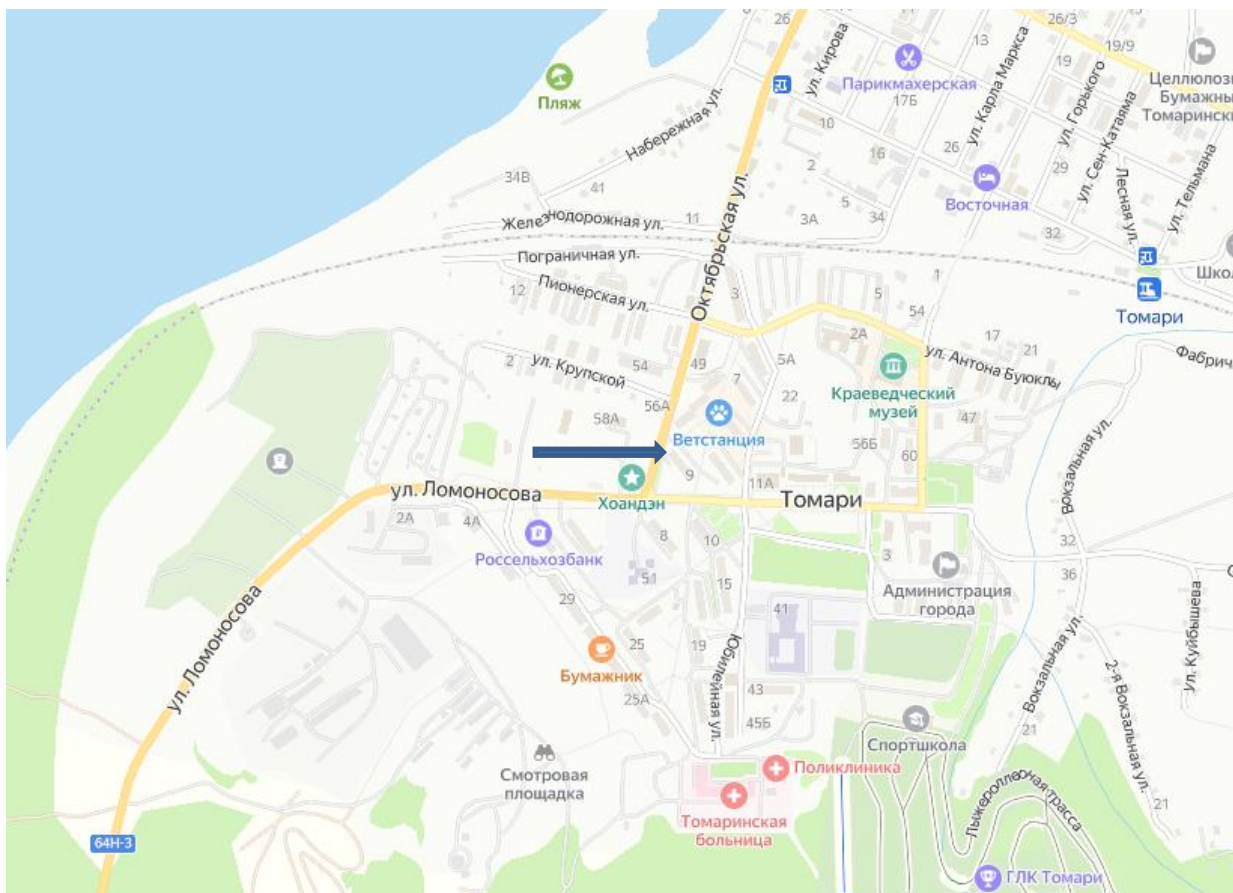 26
26/3
13
19/9
19
ул. Кирова
Парикмахерская
17Б
ул. Карла Маркса
ул. Горького
Целлюлозно
Бумажный
Томаринский
Пляж
Набережная ул.
10
2
16
26
29
ул. Сен-Катаяма
Лесная ул.
ул. Тельмана
34В
41
5
34
Восточная
Железнодорожная ул.
11
3А
32
Октябрьская ул.
Пограничная ул.
Школ
12
Пионерская ул.
3
5
1
54
Томари
2
ул. Крупской
54
49
7
5А
2А
17
21
ул. Антона Буюклы
Фабрич
58А
56А
22
Краеведческий
музей
Ветстанция
56Б
47
60
9
11А
Вокзальная ул.
ул. Ломоносова
Хоандэн
Томари
2А
4А
8
10
3
32
36
Россельхозбанк
51
15
Администрация
города
29
41
ул. Куйбышева
ул. Ломоносова
25
19
Юбилейная ул.
Бумажник
25А
43
45Б
Вокзальная ул.
2-я Вокзальная ул.
21
Спортшкола
Смотровая
площадка
Поликлиника
Томаринская
больница
Лыжероллерная трасса
21
64Н-3
ГЛК Томари